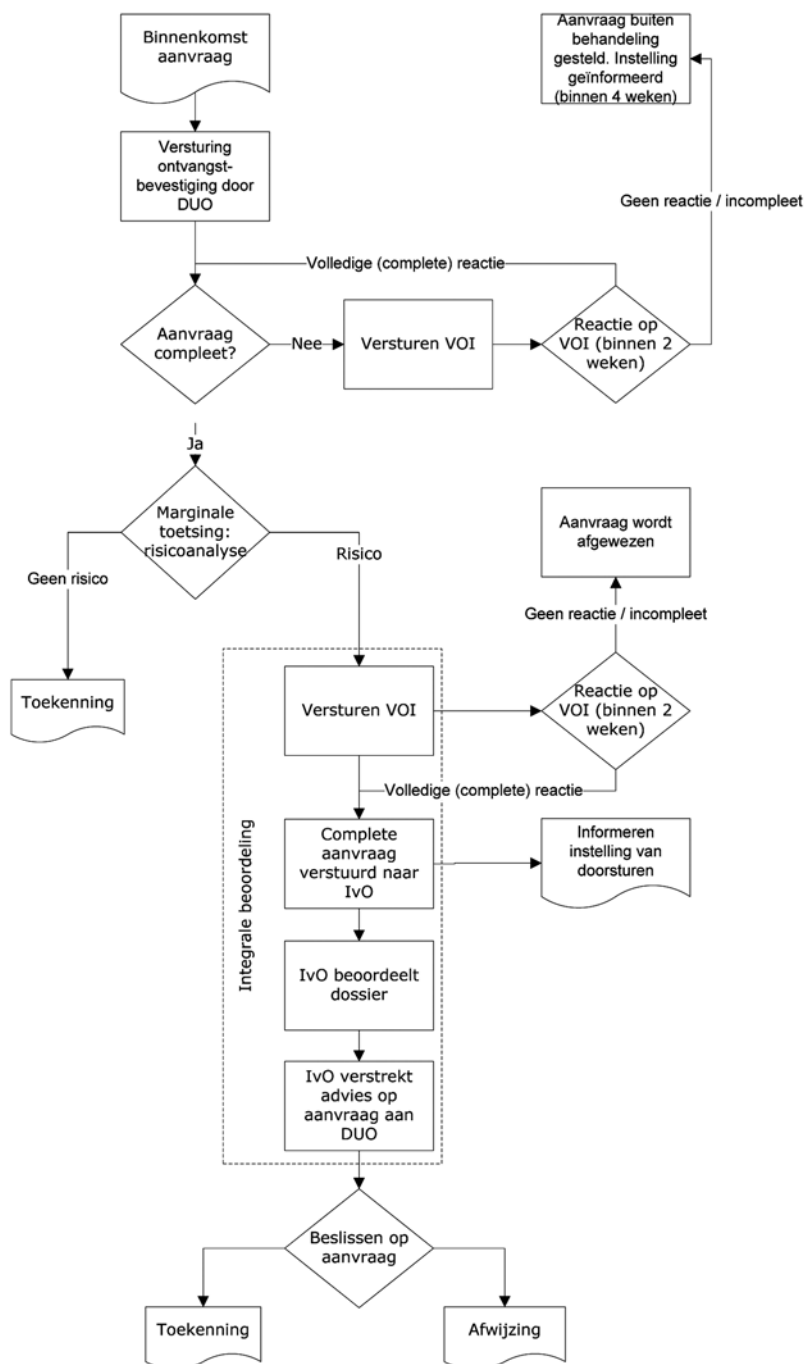 Binnenkomst
aanvraag
Aanvraag buiten
behandeling
gesteld. Instelling
geïnformeerd
(binnen 4 weken)
Versturing
ontvangst-
bevestiging door
DUO
Geen reactie / incompleet
Volledige (complete) reactie
Aanvraag
compleet?
Nee
Versturen VOI
Reactie op
VOI (binnen 2
weken)
Ja
Marginale
toetsing:
risicoanalyse
Geen risico
Risico
Aanvraag wordt
afgewezen
Geen reactie / incompleet
Toekenning
Versturen VOI
Reactie op
VOI (binnen 2
weken)
Volledige (complete) reactie
Integrale beoordeling
Complete
aanvraag
verstuurd naar
IvO
Informeren
instelling van
doorsturen
IvO beoordeelt
dossier
IvO verstrekt
advies op
aanvraag aan
DUO
Beslissen op
aanvraag
Toekenning
Afwijzing